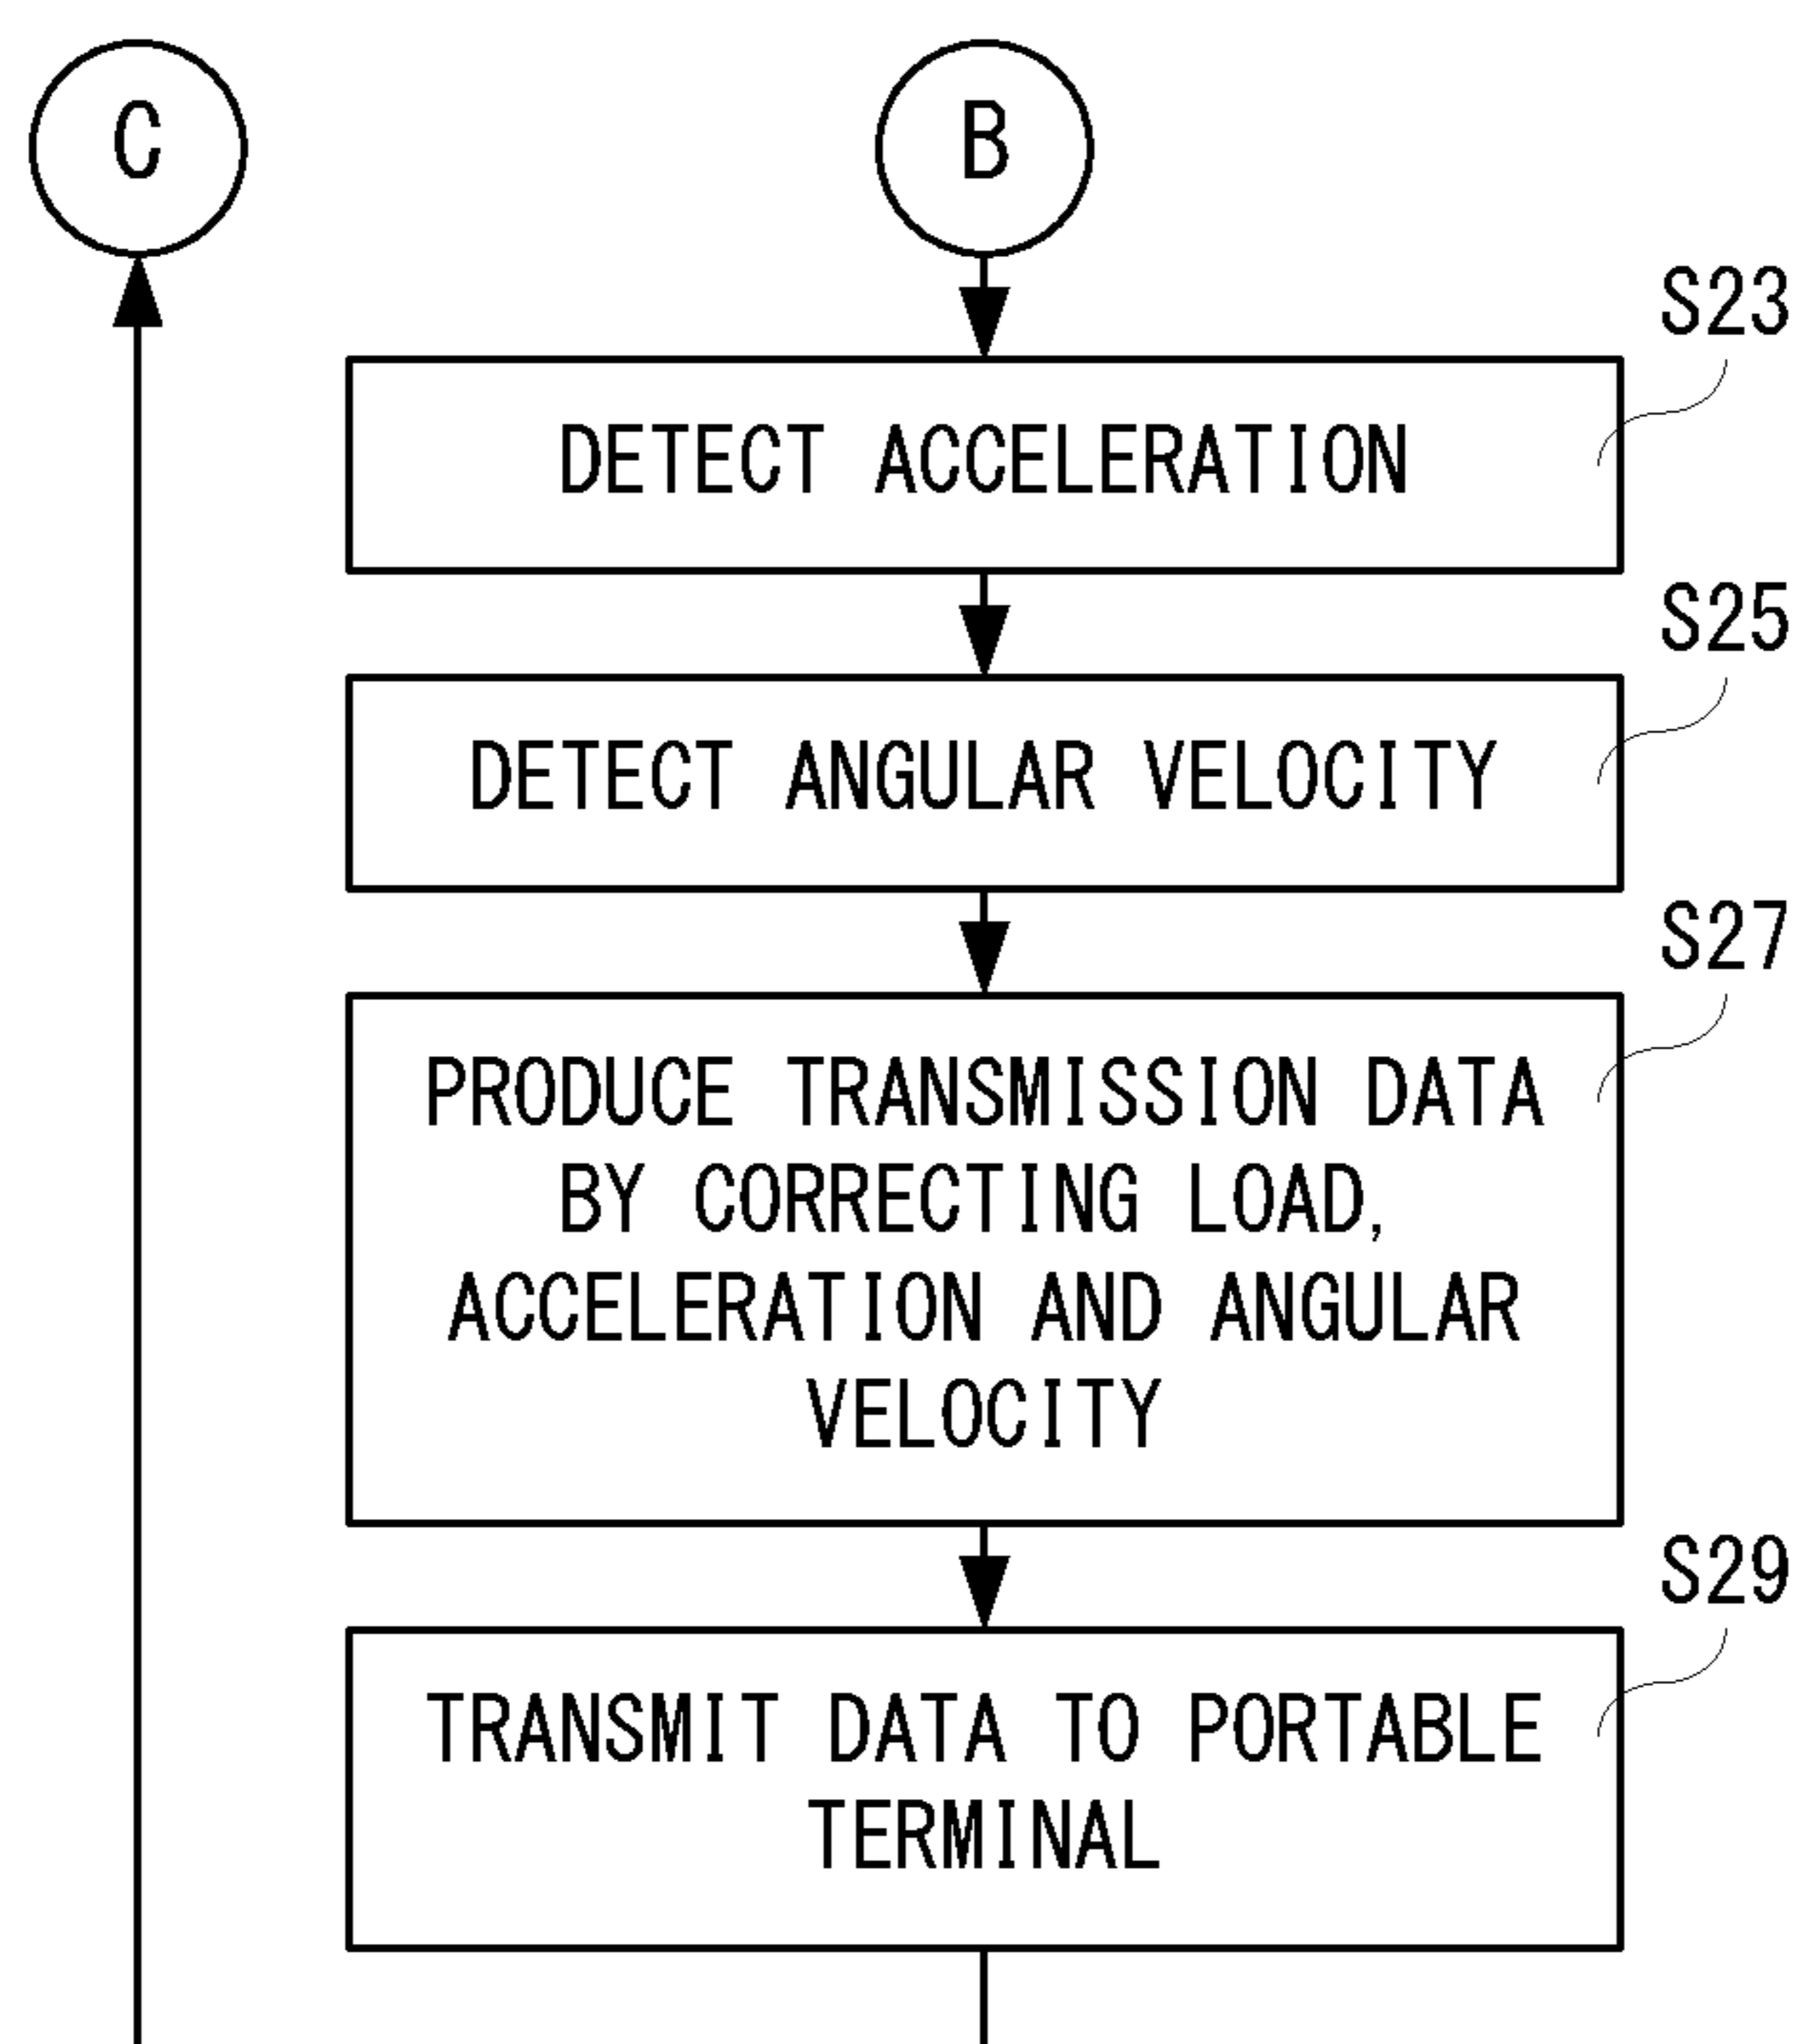 C
B
S23
DETECT ACCELERATION
S25
DETECT ANGULAR VELOCITY
S27
PRODUCE TRANSMISSION DATA
BY CORRECTING LOAD,
ACCELERATION AND ANGULAR
VELOCITY
S29
TRANSMIT DATA TO PORTABLE
TERMINAL